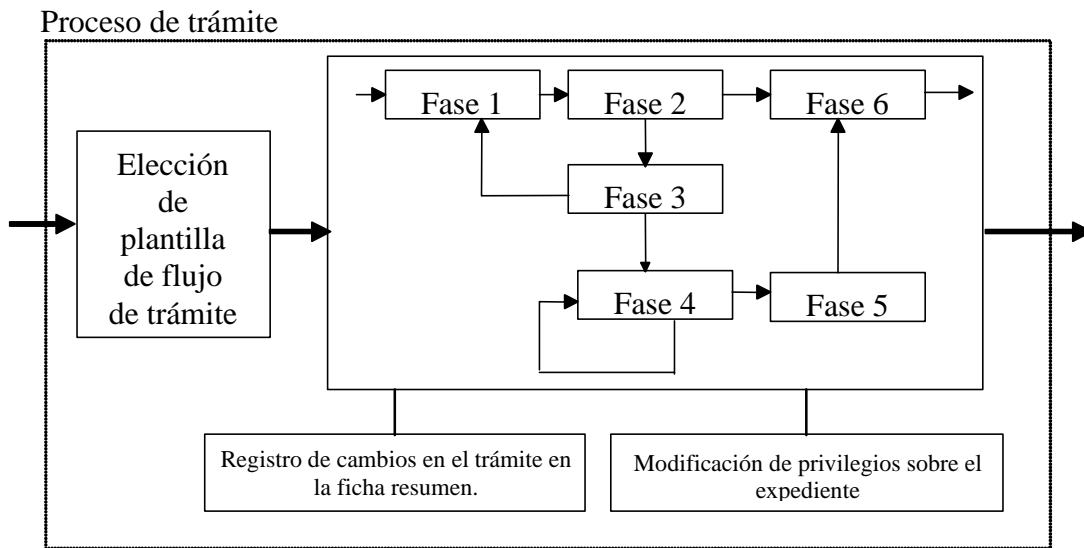 Proceso de trámite
Elección
de
plantilla
de flujo
de trámite
Fase 1
Fase 2
Fase 6
Fase 3
Fase 4
Fase 5
Registro de cambios en el trámite en
la ficha resumen.
Modificación de privilegios sobre el
expediente